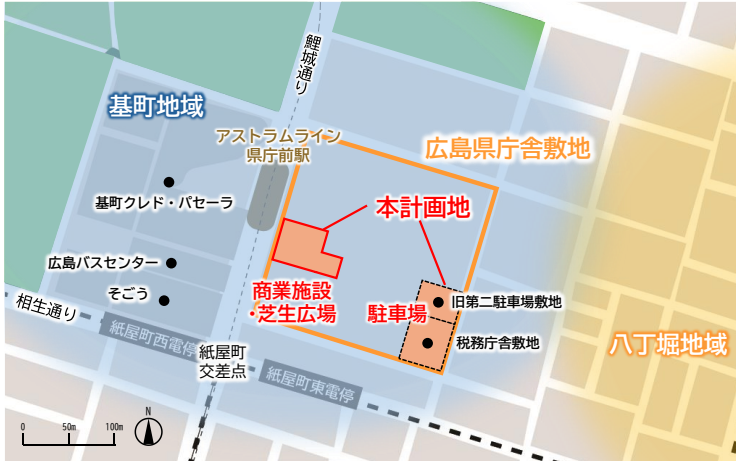 鯉城通り
基町地域
アストラムライン
県庁前駅
広島県庁舎敷地
基町クレド・パセーラ
本計画地
広島バスセンター
そごう
商業施設
・芝生広場
駐車場
旧第二駐車場敷地
税務庁舎敷地
八丁堀地域
相生通り
紙屋町西電停
紙屋町
交差点
紙屋町東電停
0 50m 100m
N